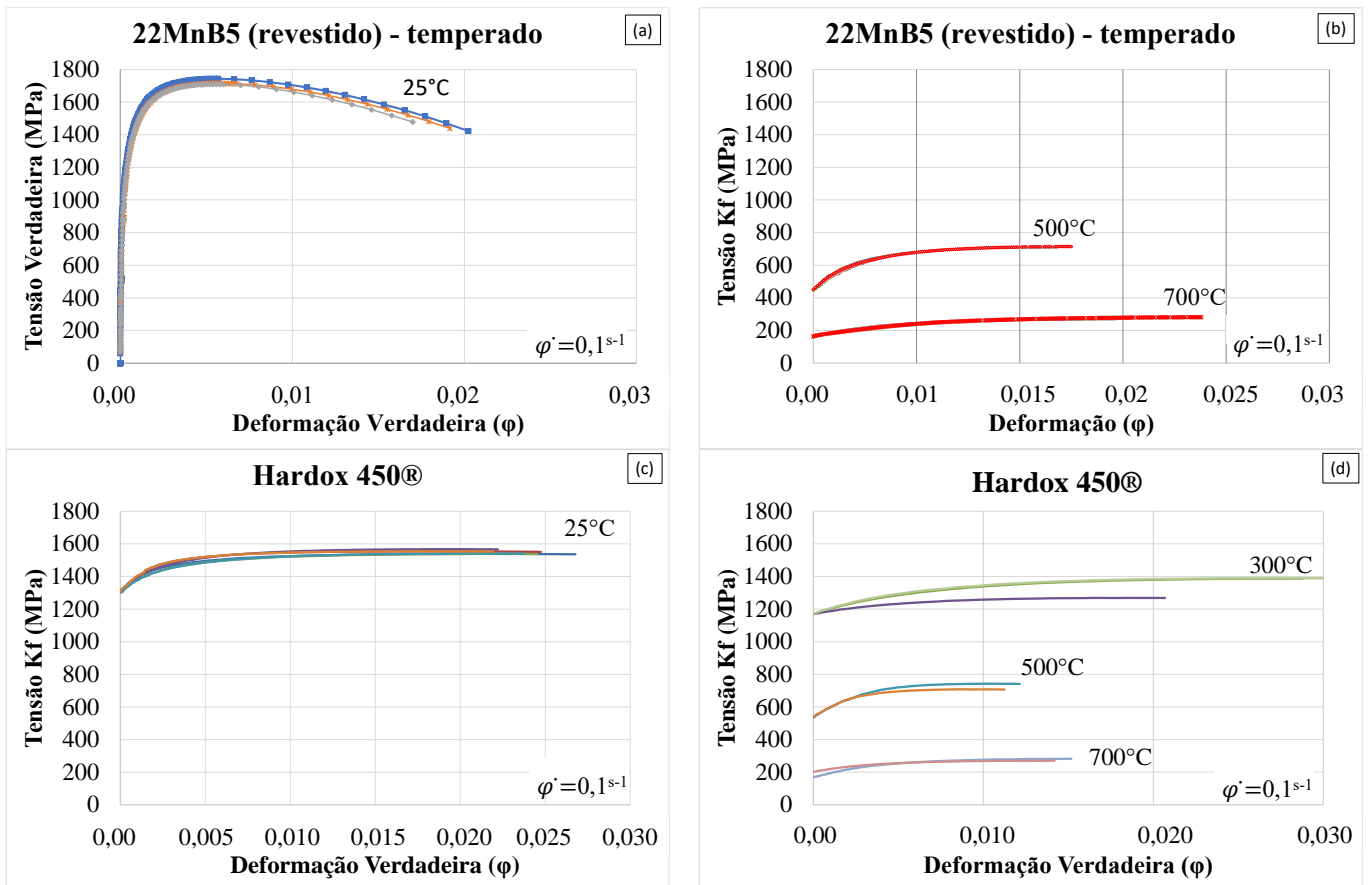 22MnB5 (revestido) - temperado
(a)
Tensão Verdadeira (MPa)
1800
1600
1400
1200
1000
800
600
400
200
0
25°C
φ˙=0,1s-1
0,00
0,01
0,02
0,03
Deformação Verdadeira (φ)
22MnB5 (revestido) - temperado
(b)
Tensão Kf (MPa)
1800
1600
1400
1200
1000
800
600
400
200
0
500°C
700°C
φ˙=0,1s-1
0,00
0,01
0,015
0,02
0,025
0,03
Deformação (φ)
Hardox 450®
(c)
Tensão Kf (MPa)
1800
1600
1400
1200
1000
800
600
400
200
0
25°C
φ˙=0,1s-1
0,00
0,005
0,010
0,015
0,020
0,025
0,030
Deformação Verdadeira (φ)
Hardox 450®
(d)
Tensão Kf (MPa)
1800
1600
1400
1200
1000
800
600
400
200
0
300°C
500°C
700°C
φ˙=0,1s-1
0,00
0,010
0,020
0,030
Deformação Verdadeira (φ)